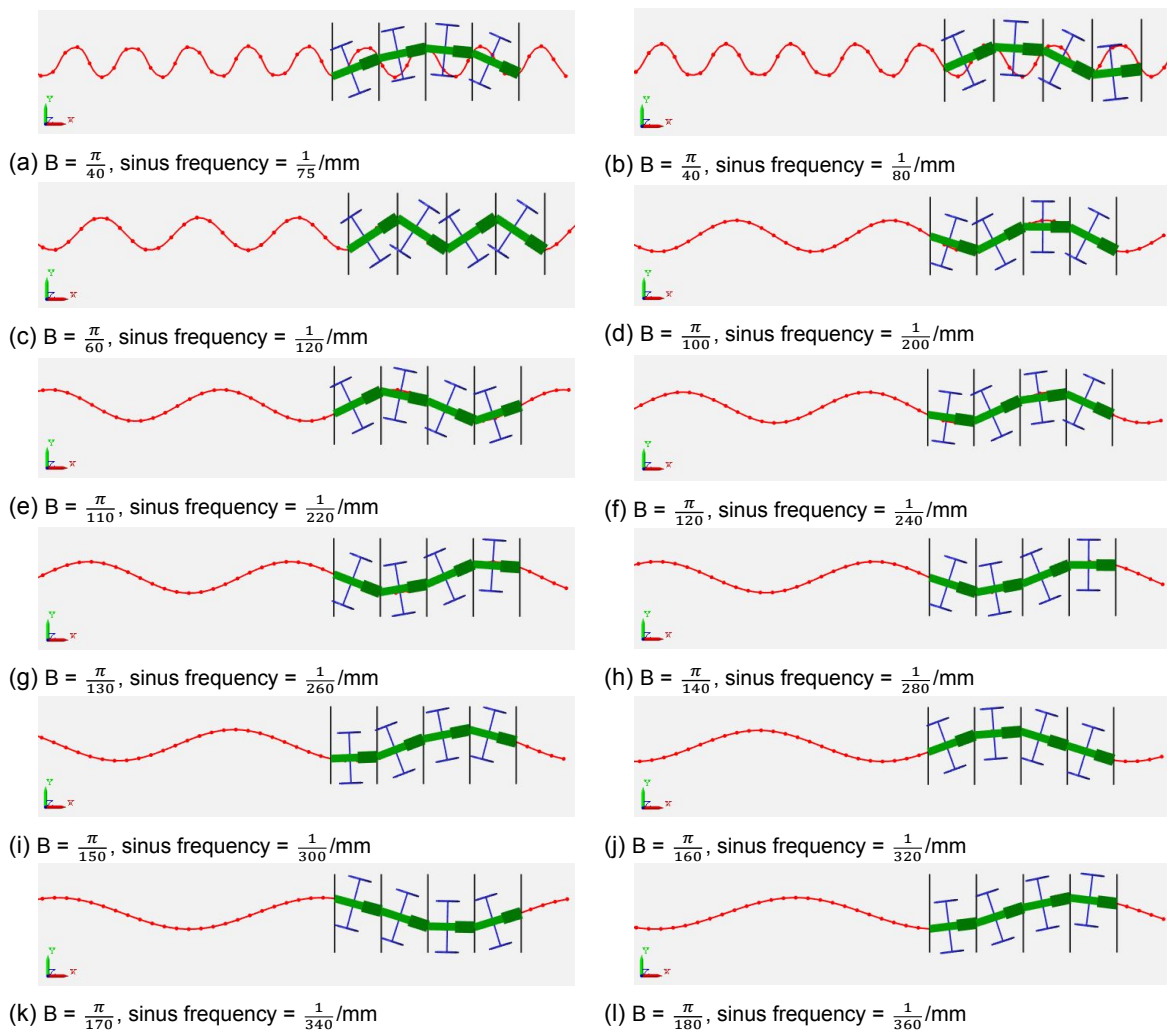 (a) B = π/40, sinus frequency = 1/75/mm
(b) B = π/40, sinus frequency = 1/80/mm
(c) B = π/60, sinus frequency = 1/120/mm
(d) B = π/100, sinus frequency = 1/200/mm
(e) B = π/110, sinus frequency = 1/220/mm
(f) B = π/120, sinus frequency = 1/240/mm
(g) B = π/130, sinus frequency = 1/260/mm
(h) B = π/140, sinus frequency = 1/280/mm
(i) B = π/150, sinus frequency = 1/300/mm
(j) B = π/160, sinus frequency = 1/320/mm
(k) B = π/170, sinus frequency = 1/340/mm
(l) B = π/180, sinus frequency = 1/360/mm